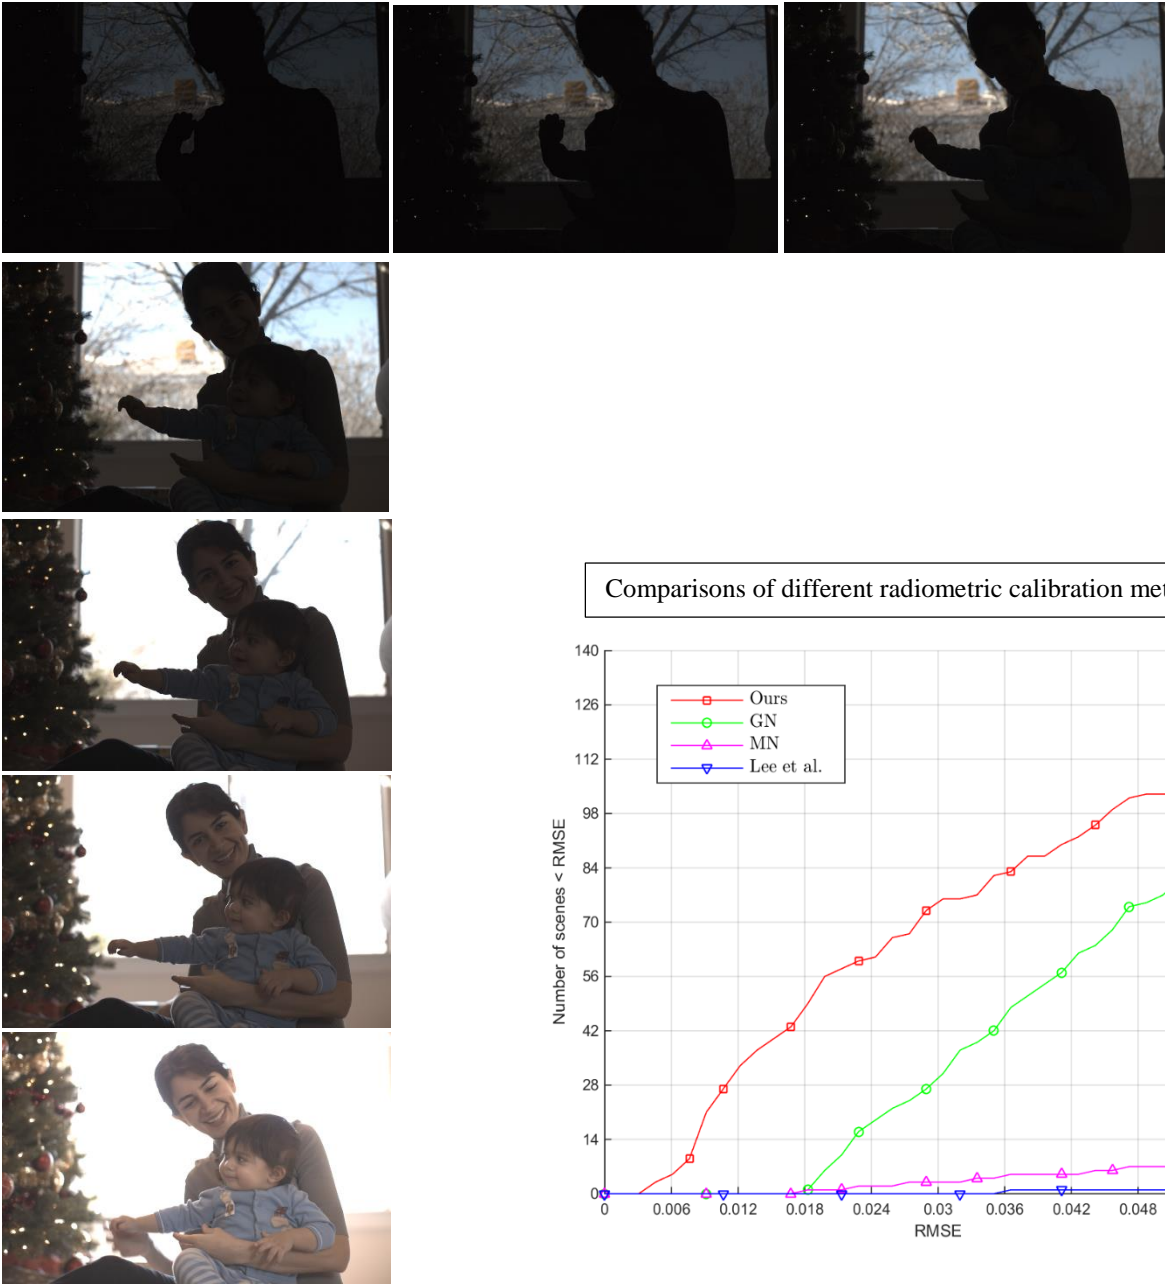 Comparisons of different radiometric calibration
140
126
112
98
84
70
56
42
28
14
0
Number of scenes < RMSE
Ours
GN
MN
Lee et al.
0 0.006 0.012 0.018 0.024 0.03 0.036 0.042 0.048
RMSE